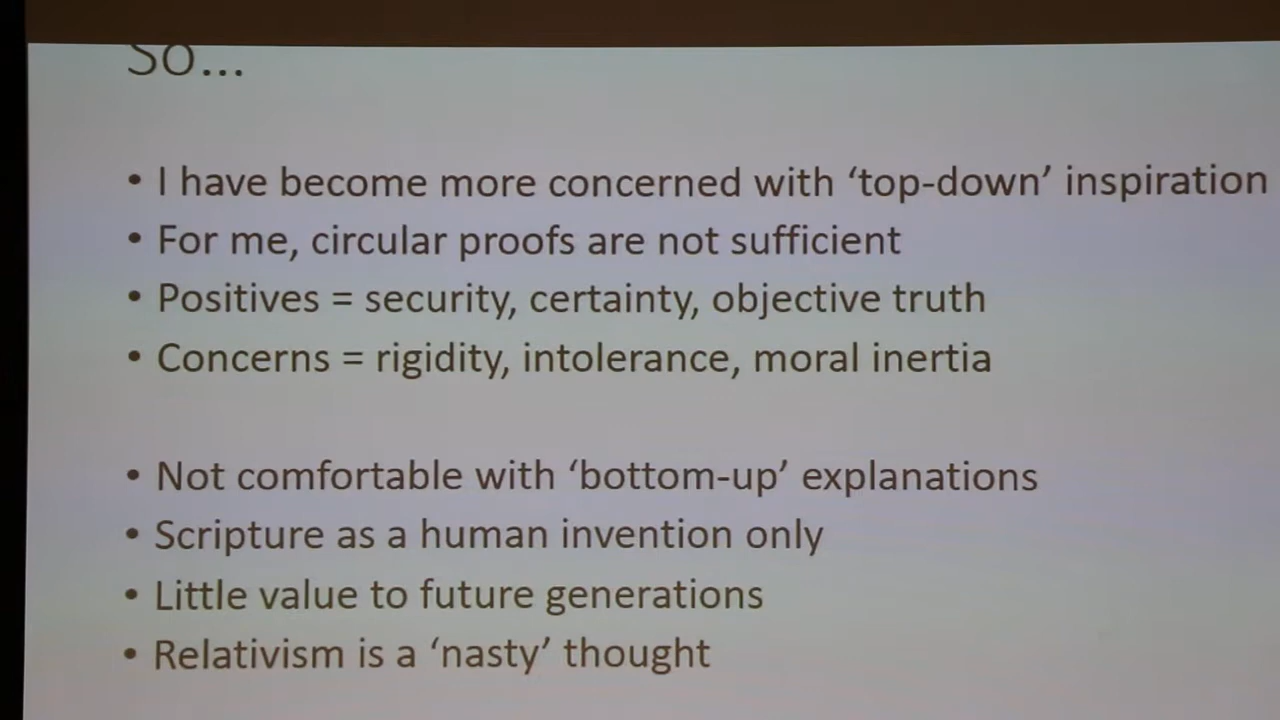 So...
• I have become more concerned with ‘top-down’ inspiration
• For me, circular proofs are not sufficient
• Positives = security, certainty, objective truth
• Concerns = rigidity, intolerance, moral inertia
• Not comfortable with ‘bottom-up’ explanations
• Scripture as a human invention only
• Little value to future generations
• Relativism is a ‘nasty’ thought